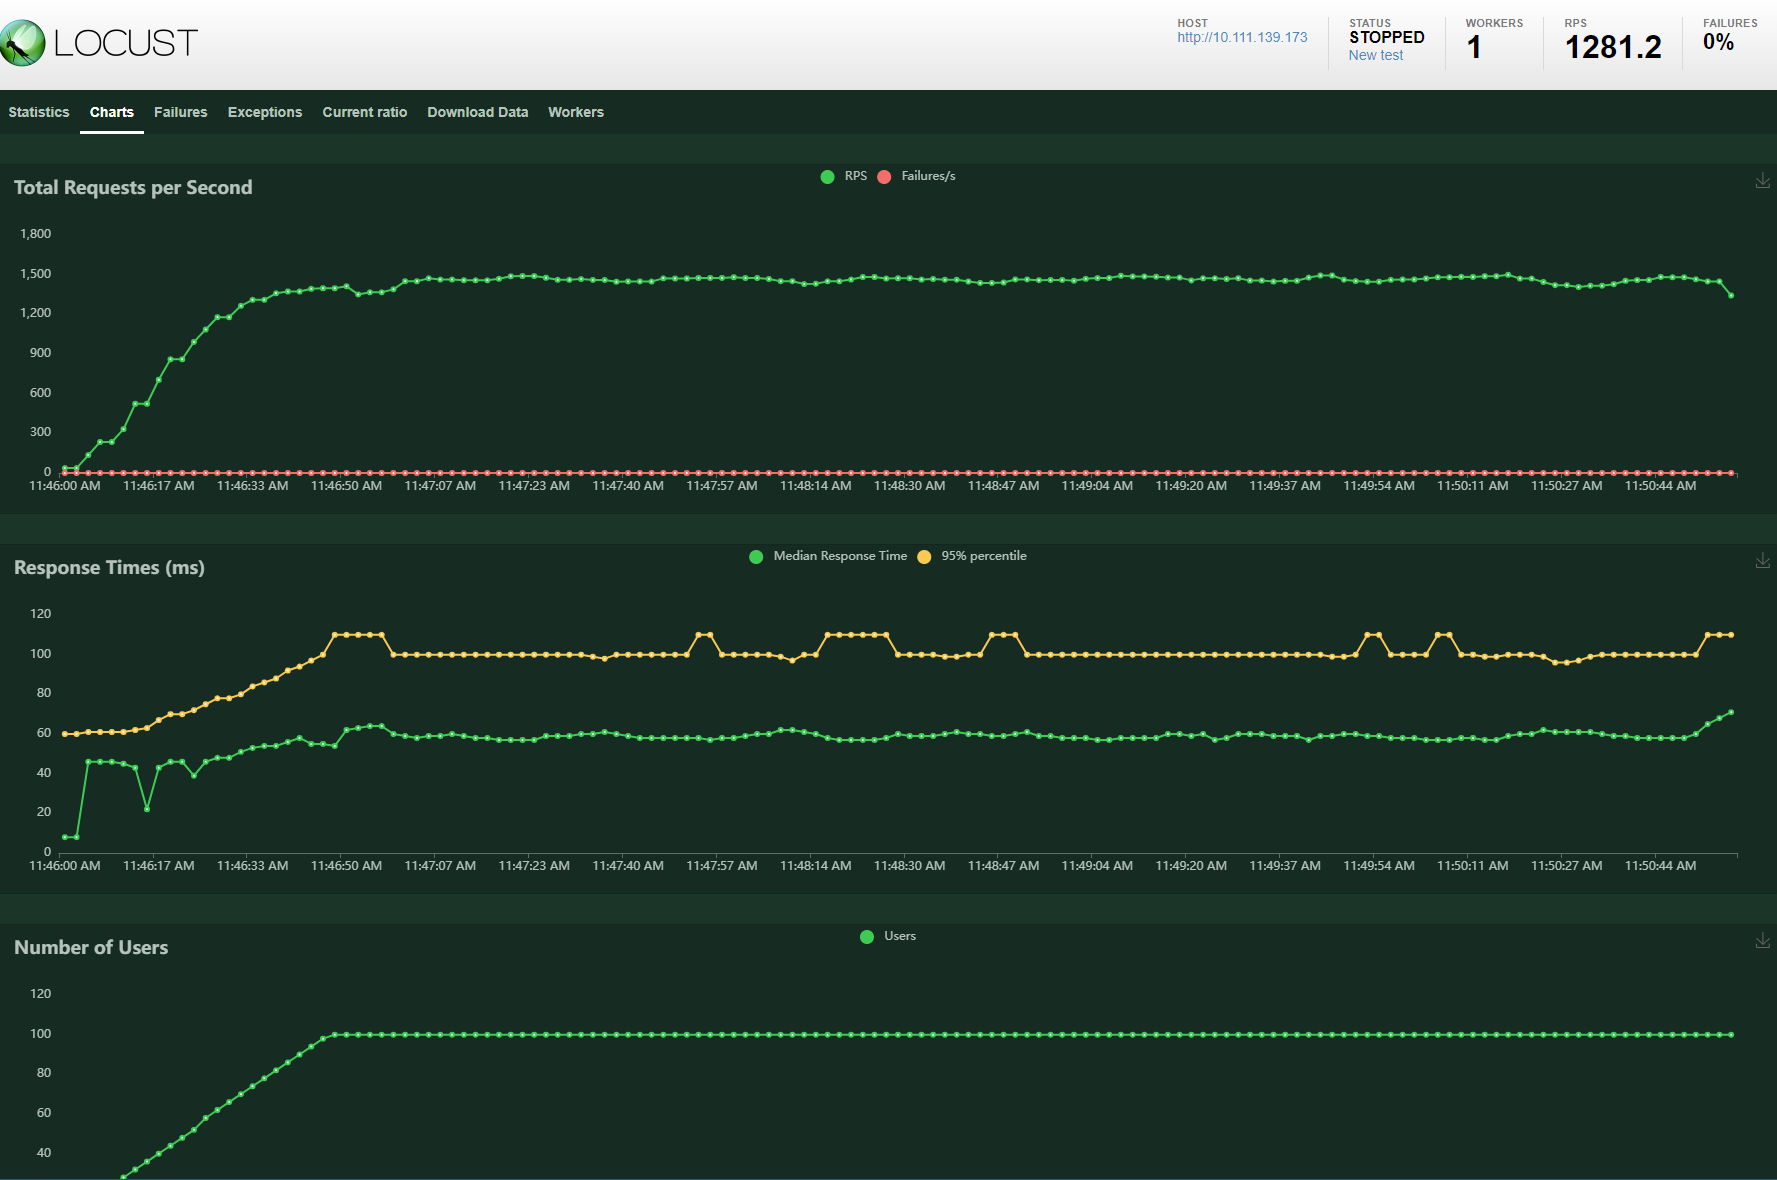 LOCUST
HOST
http://10.111.139.173
STATUS
STOPPED
New test
WORKERS
1
RPS
1281.2
FAILURES
0%
Statistics Charts Failures Exceptions Current ratio Download Data Workers
Total Requests per Second
RPS Failures/s
1,800
1,500
1,200
900
600
300
0
11:46:00 AM 11:46:17 AM 11:46:33 AM 11:46:50 AM 11:47:07 AM 11:47:23 AM 11:47:40 AM 11:47:57 AM 11:48:14 AM 11:48:30 AM 11:48:47 AM 11:49:04 AM 11:49:20 AM 11:49:37 AM 11:49:54 AM 11:50:11 AM 11:50:27 AM 11:50:44 AM
Response Times (ms)
Median Response Time 95% percentile
120
100
80
60
40
20
0
11:46:00 AM 11:46:17 AM 11:46:33 AM 11:46:50 AM 11:47:07 AM 11:47:23 AM 11:47:40 AM 11:47:57 AM 11:48:14 AM 11:48:30 AM 11:48:47 AM 11:49:04 AM 11:49:20 AM 11:49:37 AM 11:49:54 AM 11:50:11 AM 11:50:27 AM 11:50:44 AM
Number of Users
Users
120
100
80
60
40